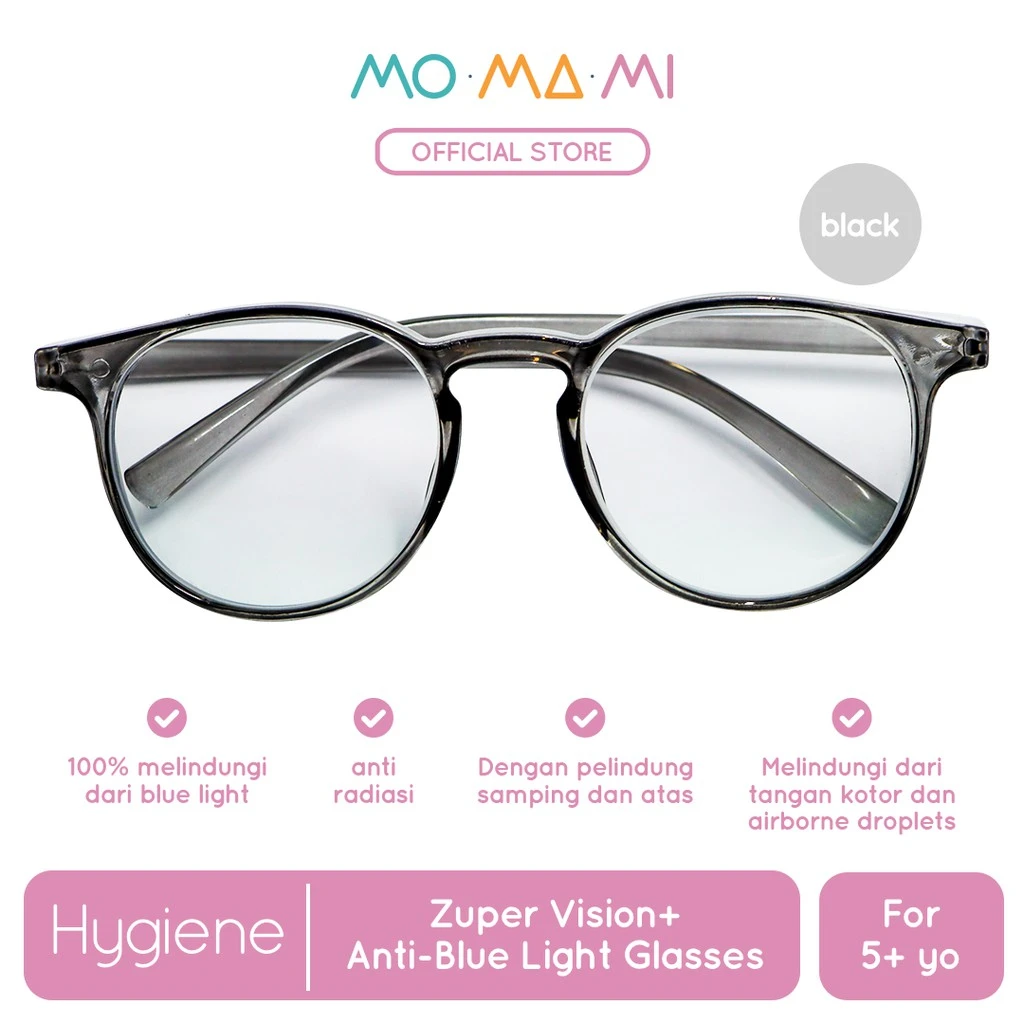 MO·MA·MI
OFFICIAL STORE
black
100% melindungi
dari blue light
anti
radiasi
Dengan pelindung
samping dan atas
Melindungi dari
tangan kotor dan
airborne droplets
Hygiene
Zuper Vision+
Anti-Blue Light Glasses
For
5+ yo